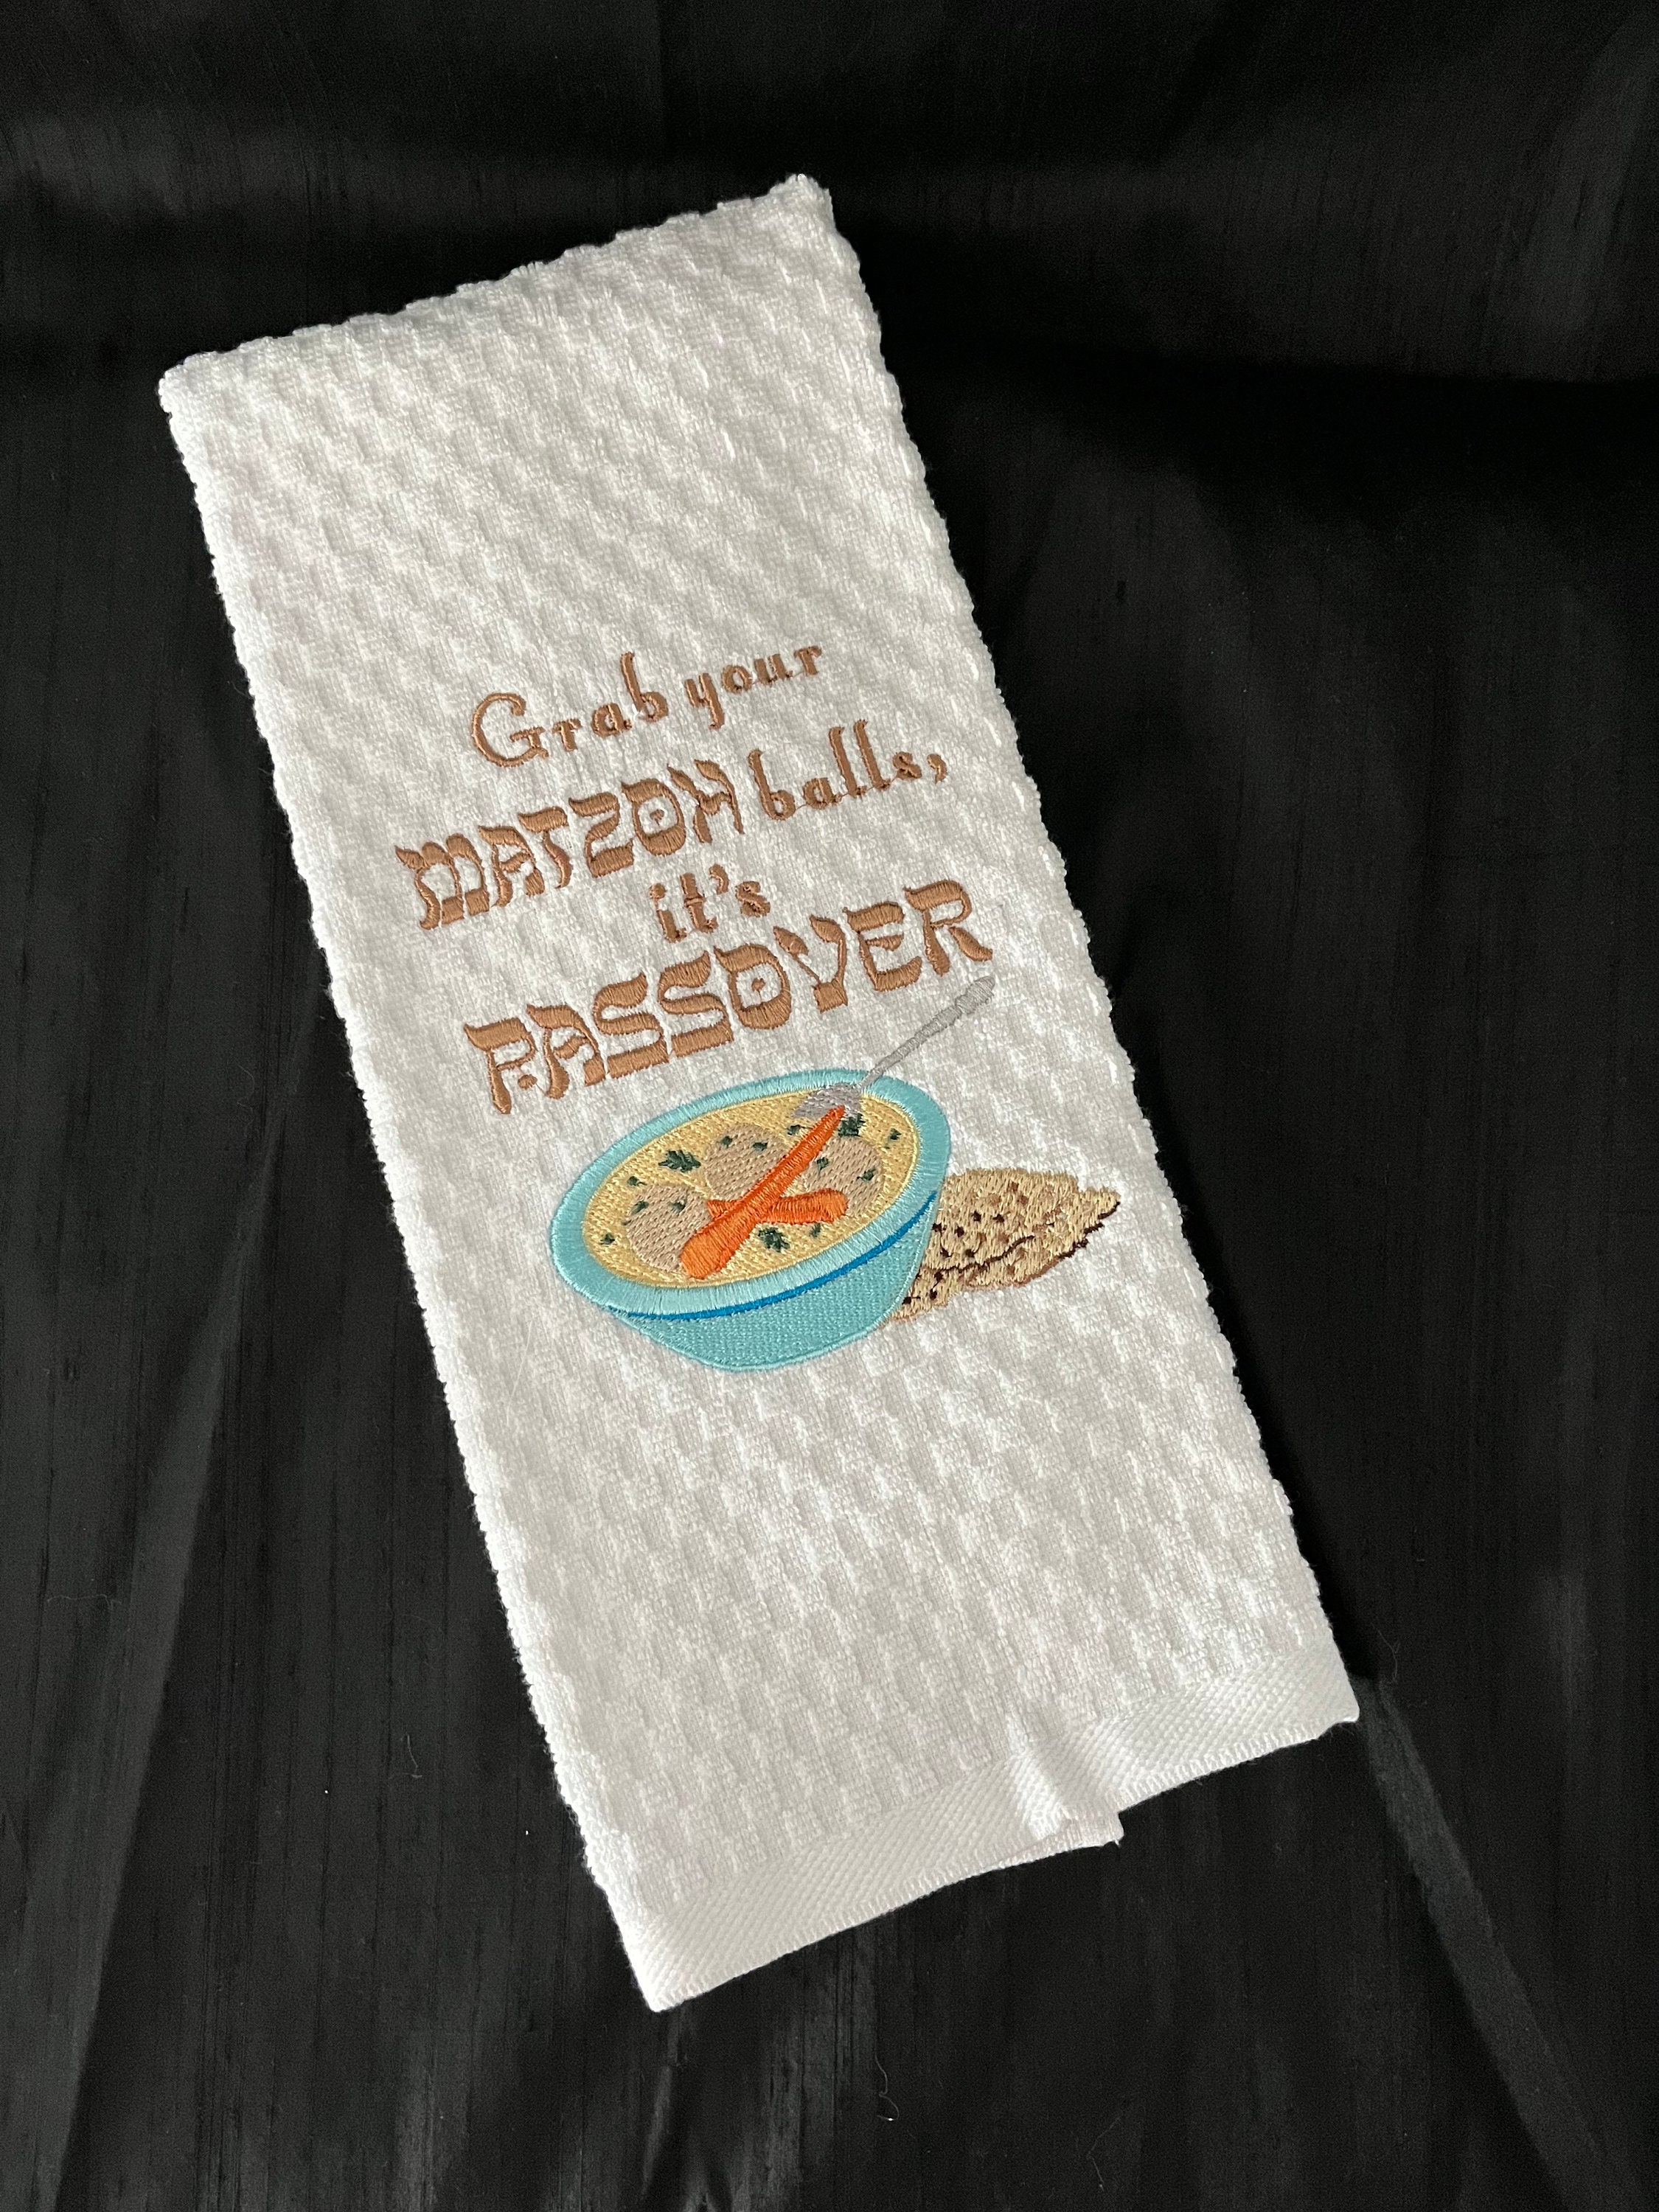 Grab your
MATZOH balls,
it's
PASSOVER